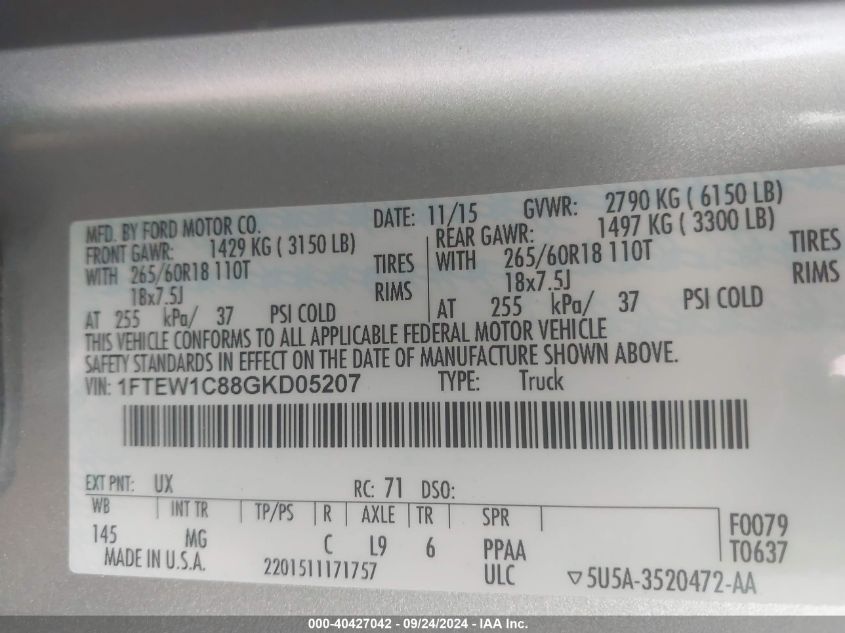 MFD. BY FORD MOTOR CO. DATE: 11/15 GVWR: 2790 KG ( 6150 LB)
FRONT GAWR: 1429 KG ( 3150 LB) REAR GAWR: 1497 KG ( 3300 LB)
WITH 265/60R18 110T TIRES WITH 265/60R18 110T TIRES
18x7.5J RIMS 18x7.5J RIMS
AT 255 kPa/ 37 PSI COLD AT 255 kPa/ 37 PSI COLD
THIS VEHICLE CONFORMS TO ALL APPLICABLE FEDERAL MOTOR VEHICLE
SAFETY STANDARDS IN EFFECT ON THE DATE OF MANUFACTURE SHOWN ABOVE.
VIN: 1FTEW1C88GKD05207 TYPE: Truck
EXT PNT: UX RC: 71 DSO:
WB INT TR TP/PS R AXLE TR SPR F0079
145 MG C L9 6 PPAA T0637
MADE IN U.S.A. 2201511171757 ULC ▽5U5A-3520472-AA
000-40427042 - 09/24/2024 - IAA Inc.